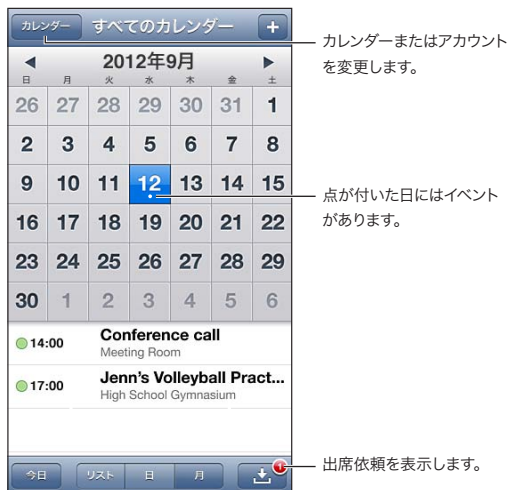 カレンダー すべてのカレンダー +
カレンダーまたはアカウント
を変更します。
◀ 2012年9月 ▶
日 月 火 水 木 金 土
26 27 28 29 30 31 1
2 3 4 5 6 7 8
9 10 11 12 13 14 15
点が付いた日にはイベント
があります。
16 17 18 19 20 21 22
23 24 25 26 27 28 29
30 1 2 3 4 5 6
14:00 Conference call
Meeting Room
17:00 Jenn's Volleyball Pract...
High School Gymnasium
今日 リスト 日 月 1
出席依頼を表示します。